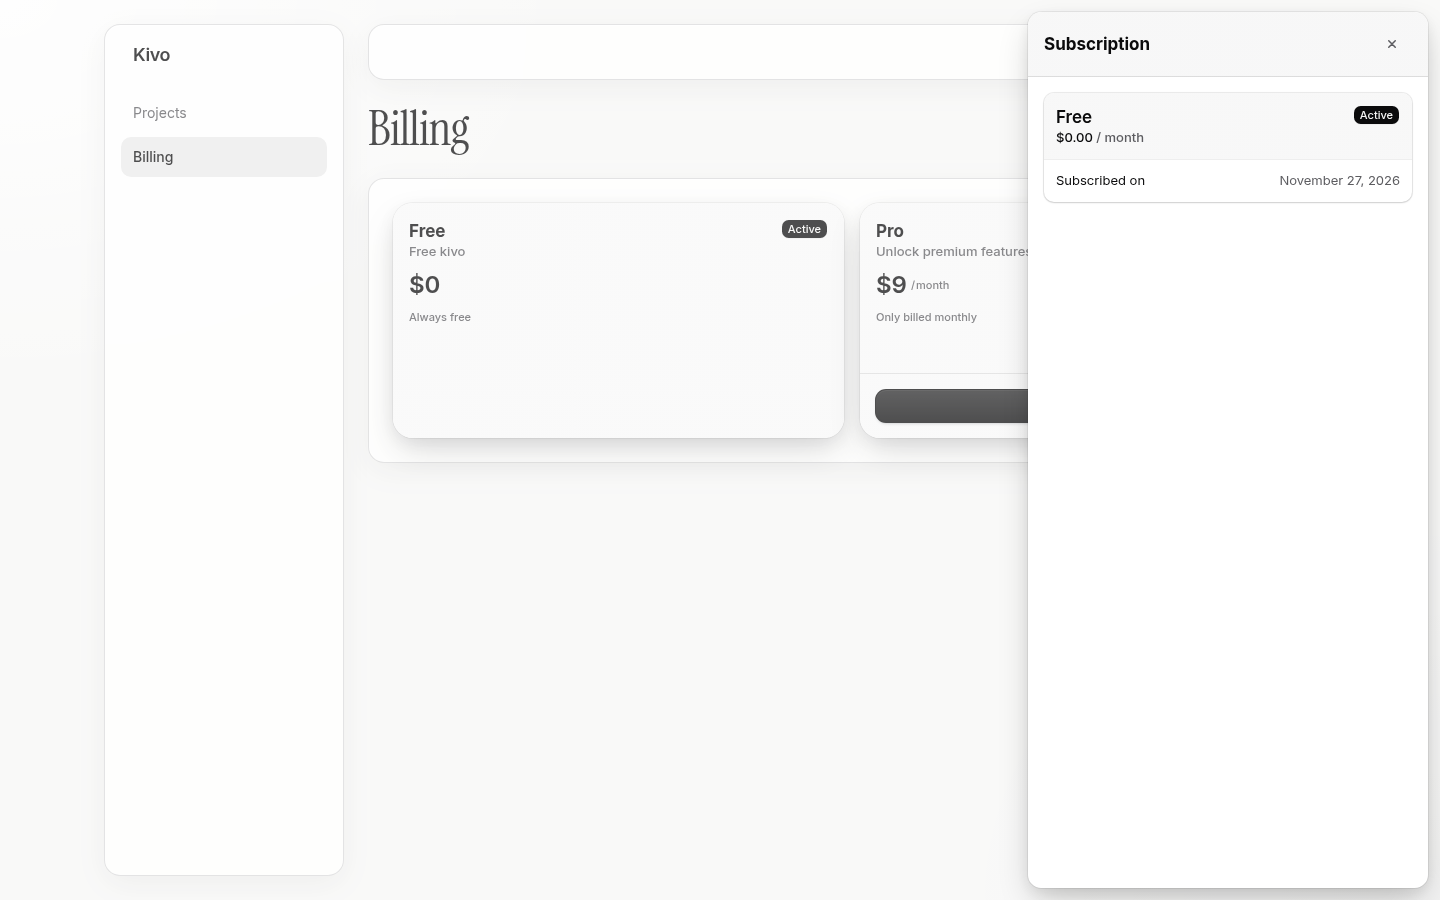 Kivo
Projects
Billing
Billing
Free
Active
Free kivo
$0
Always free
Pro
Unlock premium features
$9 /month
Only billed monthly
Subscription
Free
Active
$0.00 / month
Subscribed on
November 27, 2026